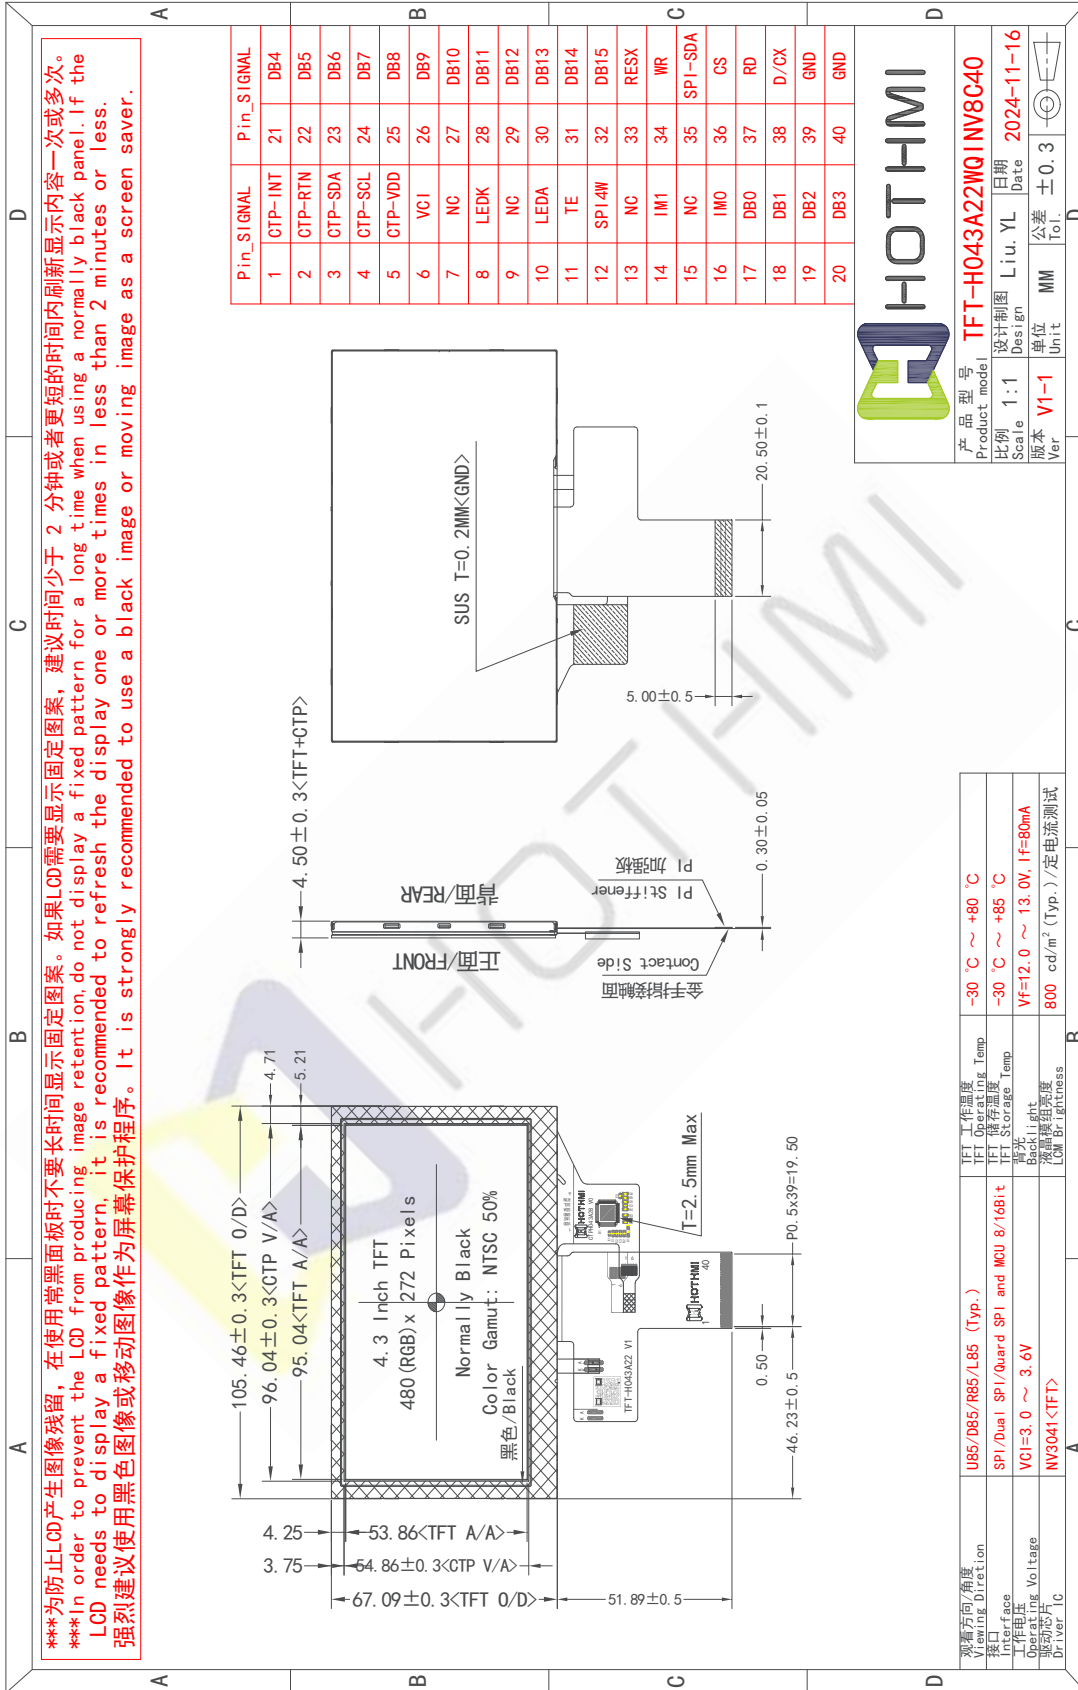 ***为防止LCD产生图像残留，在使用常黑面板时不要长时间显示固定图案。如果LCD需要显示固定图案，建议时间少于 2 分钟或者更短的时间内刷新显示内容一次或多次。
***In order to prevent the LCD from producing image retention,do not display a fixed pattern for a long time when using a normally black panel.If the
LCD needs to display a fixed pattern, it is recommended to refresh the display one or more times in less than 2 minutes or less.
强烈建议使用黑色图像或移动图像作为屏幕保护程序。It is strongly recommended to use a black image or moving image as a screen saver.
A
B
C
D
A
B
C
D
A
B
C
D
105.46±0.3<TFT O/D>
96.04±0.3<CTP V/A>
95.04<TFT A/A>
4.71
5.21
4.3 Inch TFT
480(RGB)x 272 Pixels
Normally Black
Color Gamut: NTSC 50%
黑色/Black
4.25
53.86<TFT A/A>
3.75
54.86±0.3<CTP V/A>
67.09±0.3<TFT O/D>
51.89±0.5
HOTHMI
T=2.5mm Max
TFT-H043A22 V1
HOTHMI
1
40
0.50
P0.5x39=19.50
46.23±0.5
4.50±0.3<TFT+CTP>
背面/REAR
正面/FRONT
PI 加强板
PI Stiffener
Contact Side
金手指接触面
0.30±0.05
SUS T=0.2MM<GND>
5.00±0.5
20.50±0.1
HOTHMI
Pin_SIGNAL Pin_SIGNAL
1 CTP-INT 21 DB4
2 CTP-RTN 22 DB5
3 CTP-SDA 23 DB6
4 CTP-SCL 24 DB7
5 CTP-VDD 25 DB8
6 VCI 26 DB9
7 NC 27 DB10
8 LEDK 28 DB11
9 NC 29 DB12
10 LEDA 30 DB13
11 TE 31 DB14
12 SPI4W 32 DB15
13 NC 33 RESX
14 IM1 34 WR
15 NC 35 SPI-SDA
16 IM0 36 CS
17 DB0 37 RD
18 DB1 38 D/CX
19 DB2 39 GND
20 DB3 40 GND
观看方向/角度
Viewing Diretion
U85/D85/R85/L85 (Typ.)
TFT 工作温度
TFT Operating Temp
-30 °C ～ +80 °C
接口
Interface
SPI/Dual SPI/Quard SPI and MCU 8/16Bit
TFT 储存温度
TFT Storage Temp
-30 °C ～ +85 °C
工作电压
Operating Voltage
VCI=3.0 ～ 3.6V
背光
Backlight
Vf=12.0 ～ 13.0V,If=80mA
驱动芯片
Driver IC
NV3041<TFT>
液晶模组亮度
LCM Brightness
800 cd/m² (Typ.)/定电流测试
HOTHMI
产 品 型 号
Product model
TFT-H043A22WQINV8C40
比例
Scale
1:1
设计制图
Design
Liu.YL
日期
Date
2024-11-16
版本
Ver
V1-1
单位
Unit
MM
公差
Tol.
±0.3